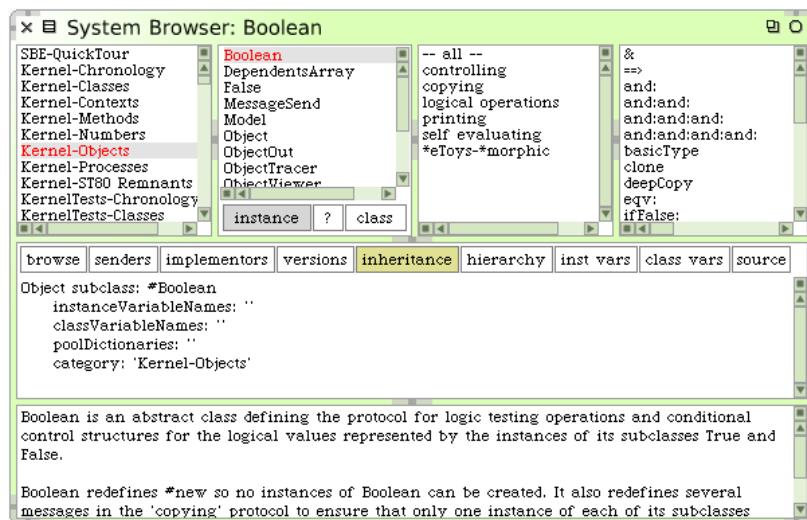 System Browser: Boolean
SBE-QuickTour
Kernel-Chronology
Kernel-Classes
Kernel-Contexts
Kernel-Methods
Kernel-Numbers
Kernel-Objects
Kernel-Processes
Kernel-ST80 Remnants
KernelTests-Chronology
KernelTests-Classes
Boolean
DependentsArray
False
MessageSend
Model
Object
ObjectOut
ObjectTracer
ObjectViewer
instance ? class
-- all --
controlling
copying
logical operations
printing
self evaluating
*eToys-*morphic
&
==>
and:
and:and:
and:and:and:
and:and:and:and:
basicType
clone
deepCopy
eqv:
ifFalse:
browse senders implementors versions inheritance hierarchy inst vars class vars source
Object subclass: #Boolean
instanceVariableNames: ''
classVariableNames: ''
poolDictionaries: ''
category: 'Kernel-Objects'
Boolean is an abstract class defining the protocol for logic testing operations and conditional
control structures for the logical values represented by the instances of its subclasses True and
False.
Boolean redefines #new so no instances of Boolean can be created. It also redefines several
messages in the 'copying' protocol to ensure that only one instance of each of its subclasses